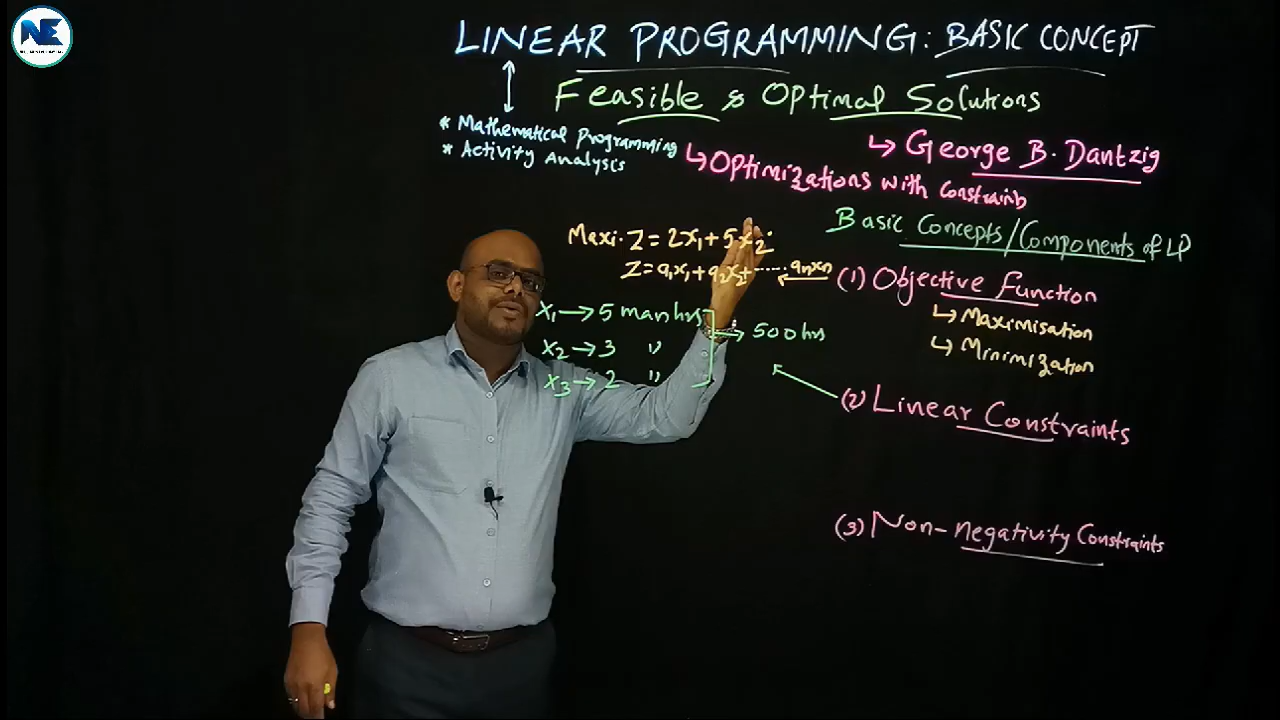 NE
LINEAR PROGRAMMING: BASIC CONCEPT
Feasible & Optimal Solutions
* Mathematical Programming
* Activity Analysis
↳ George B. Dantzig
↳ Optimizations with Constraints
Basic Concepts/Components of LP
Maxi. Z = 2x₁ + 5x₂
Z = a₁x₁ + a₂x₂ + ...... aₙxₙ
(1) Objective Function
↳ Maximisation
↳ Minimization
x₁ → 5 man hrs
x₂ → 3 "
x₃ → 2 "
→ 500 hrs
(2) Linear Constraints
(3) Non-negativity Constraints